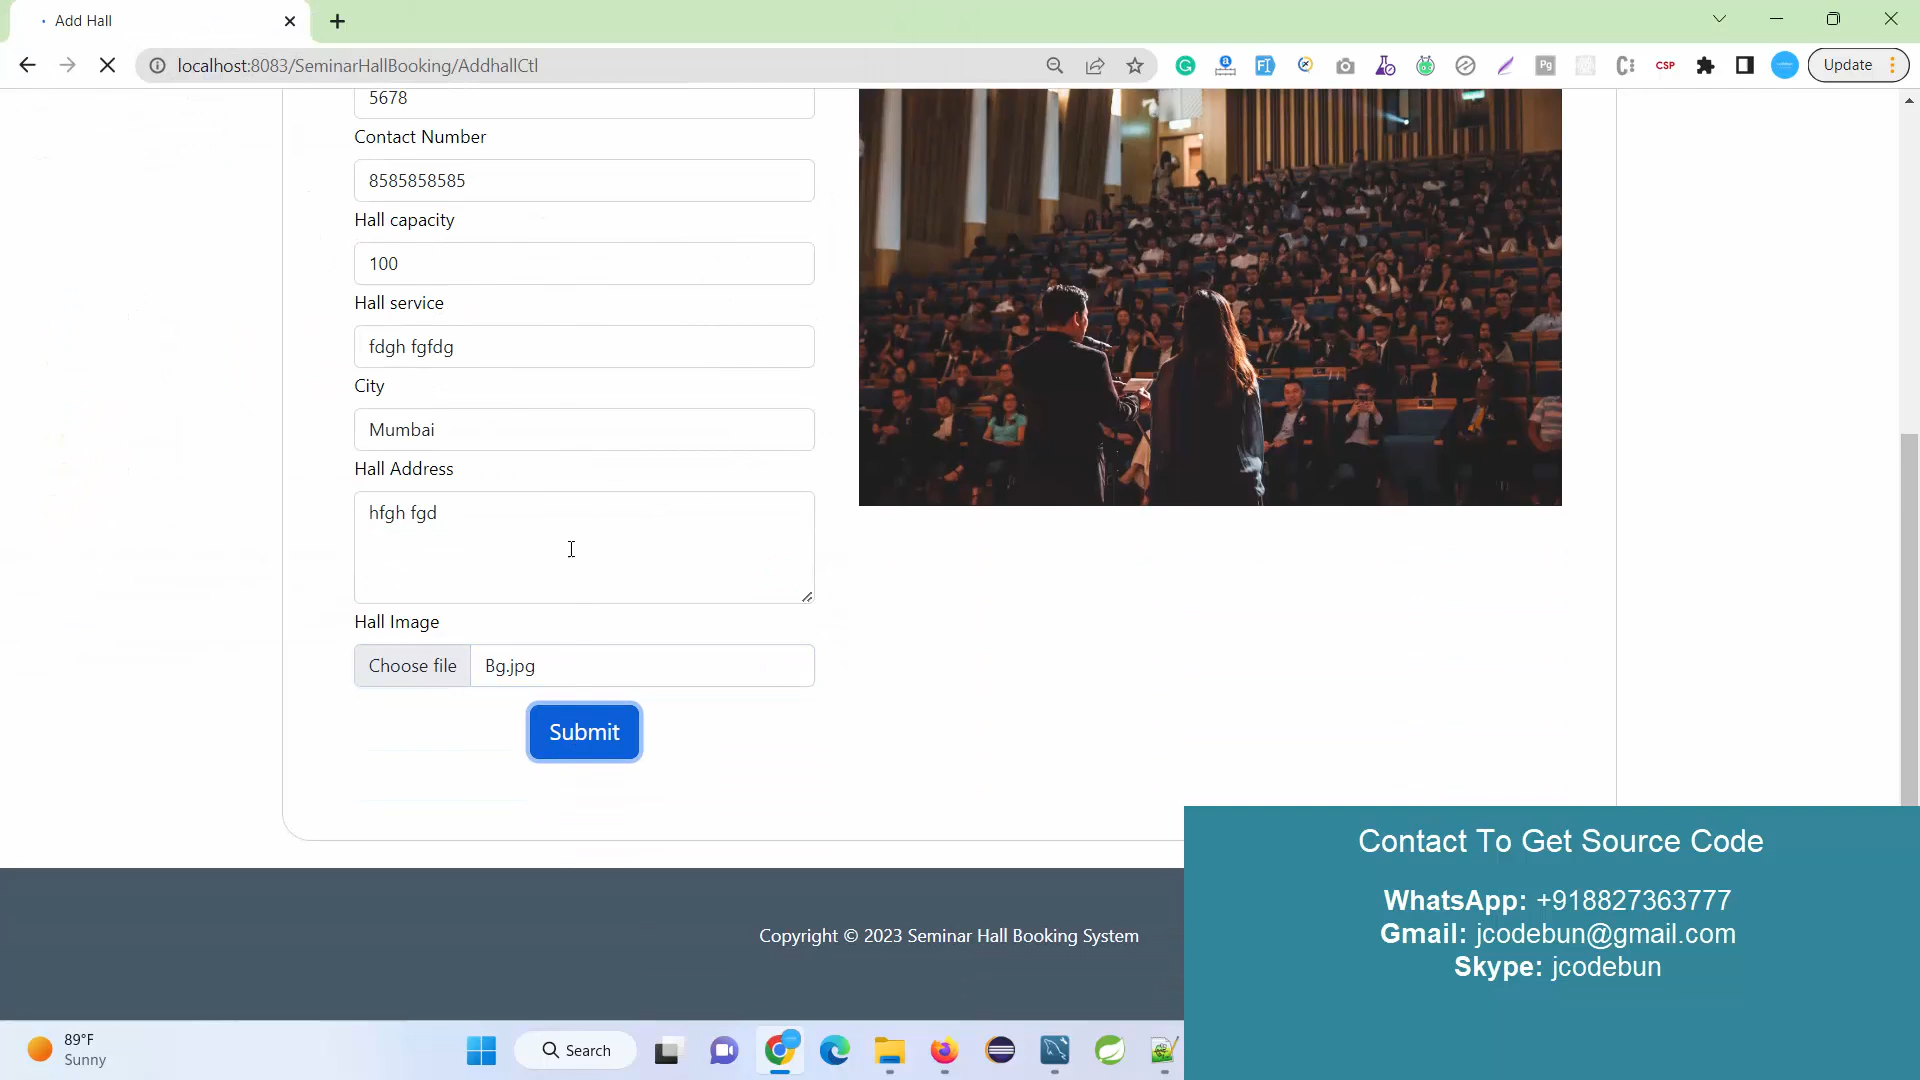 Add Hall
localhost:8083/SeminarHallBooking/AddhallCtl
CSP
Update
5678
Contact Number
8585858585
Hall capacity
100
Hall service
fdgh fgfdg
City
Mumbai
Hall Address
hfgh fgd
Hall Image
Choose file Bg.jpg
Submit
Contact To Get Source Code
WhatsApp: +918827363777
Gmail: jcodebun@gmail.com
Skype: jcodebun
Copyright © 2023 Seminar Hall Booking System
89°F
Sunny
Search